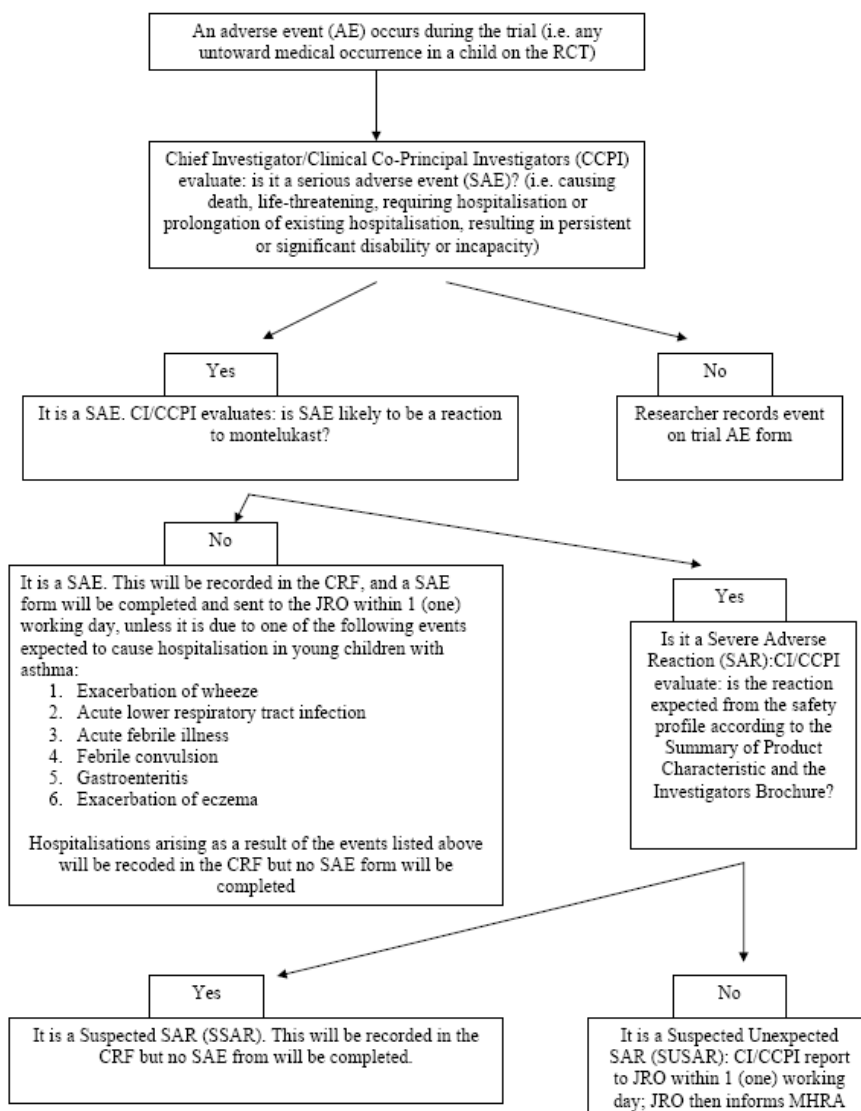 An adverse event (AE) occurs during the trial (i.e. any
untoward medical occurrence in a child on the RCT)
Chief Investigator/Clinical Co-Principal Investigators (CCPI)
evaluate: is it a serious adverse event (SAE)? (i.e. causing
death, life-threatening, requiring hospitalisation or
prolongation of existing hospitalisation, resulting in persistent
or significant disability or incapacity)
Yes
It is a SAE. CI/CCPI evaluates: is SAE likely to be a reaction
to montelukast?
No
Researcher records event
on trial AE form
No
It is a SAE. This will be recorded in the CRF, and a SAE
form will be completed and sent to the JRO within 1 (one)
working day, unless it is due to one of the following events
expected to cause hospitalisation in young children with
asthma:
1. Exacerbation of wheeze
2. Acute lower respiratory tract infection
3. Acute febrile illness
4. Febrile convulsion
5. Gastroenteritis
6. Exacerbation of eczema
Hospitalisations arising as a result of the events listed above
will be recoded in the CRF but no SAE form will be
completed
Yes
Is it a Severe Adverse
Reaction (SAR):CI/CCPI
evaluate: is the reaction
expected from the safety
profile according to the
Summary of Product
Characteristic and the
Investigators Brochure?
Yes
It is a Suspected SAR (SSAR). This will be recorded in the
CRF but no SAE from will be completed.
No
It is a Suspected Unexpected
SAR (SUSAR): CI/CCPI report
to JRO within 1 (one) working
day; JRO then informs MHRA